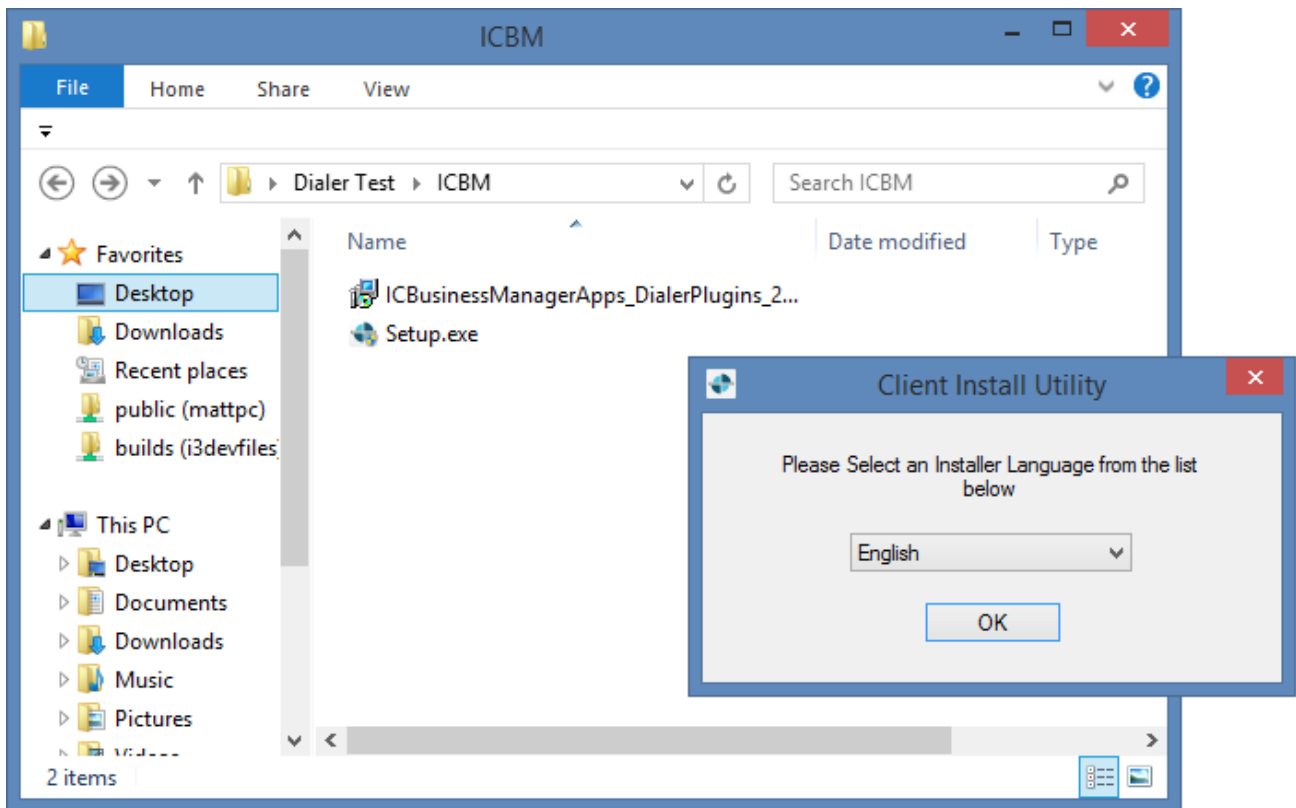 ICBM
File Home Share View
Dialer Test ICBM
Search ICBM
Name Date modified Type
Favorites
Desktop
Downloads
Recent places
public (mattpc)
builds (i3devfiles
This PC
Desktop
Documents
Downloads
Music
Pictures
Videos
ICBusinessManagerApps_DialerPlugins_2...
Setup.exe
2 items
Client Install Utility
Please Select an Installer Language from the list
below
English
OK